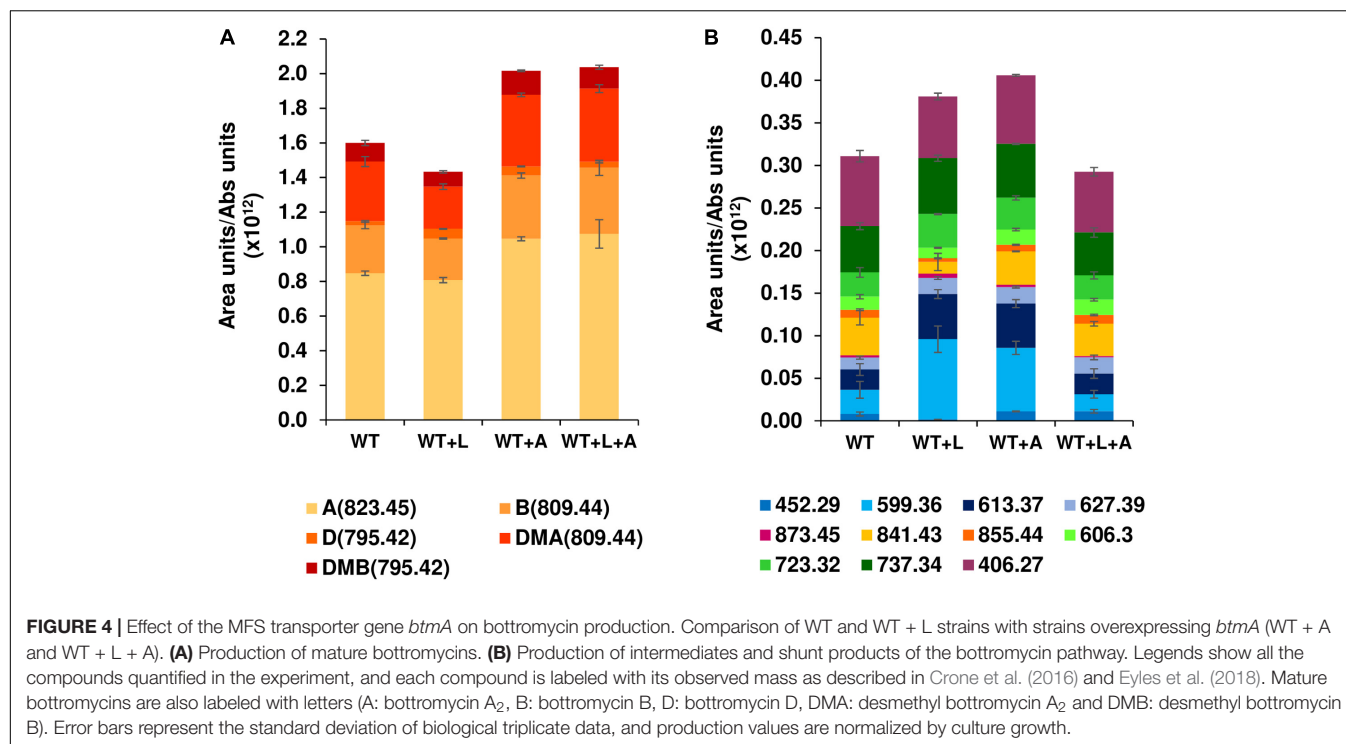 A
2.2
2.0
1.8
1.6
1.4
1.2
1.0
0.8
0.6
0.4
0.2
0.0
Area units/Abs units
(x10¹²)
WT
WT+L
WT+A
WT+L+A
A(823.45)
B(809.44)
D(795.42)
DMA(809.44)
DMB(795.42)
B
0.45
0.40
0.35
0.30
0.25
0.20
0.15
0.10
0.05
0.00
Area units/Abs units
(x10¹²)
WT
WT+L
WT+A
WT+L+A
452.29
599.36
613.37
627.39
873.45
841.43
855.44
606.3
723.32
737.34
406.27
FIGURE 4 | Effect of the MFS transporter gene btmA on bottromycin production. Comparison of WT and WT + L strains with strains overexpressing btmA (WT + A
and WT + L + A). (A) Production of mature bottromycins. (B) Production of intermediates and shunt products of the bottromycin pathway. Legends show all the
compounds quantified in the experiment, and each compound is labeled with its observed mass as described in Crone et al. (2016) and Eyles et al. (2018). Mature
bottromycins are also labeled with letters (A: bottromycin A₂, B: bottromycin B, D: bottromycin D, DMA: desmethyl bottromycin A₂ and DMB: desmethyl bottromycin
B). Error bars represent the standard deviation of biological triplicate data, and production values are normalized by culture growth.